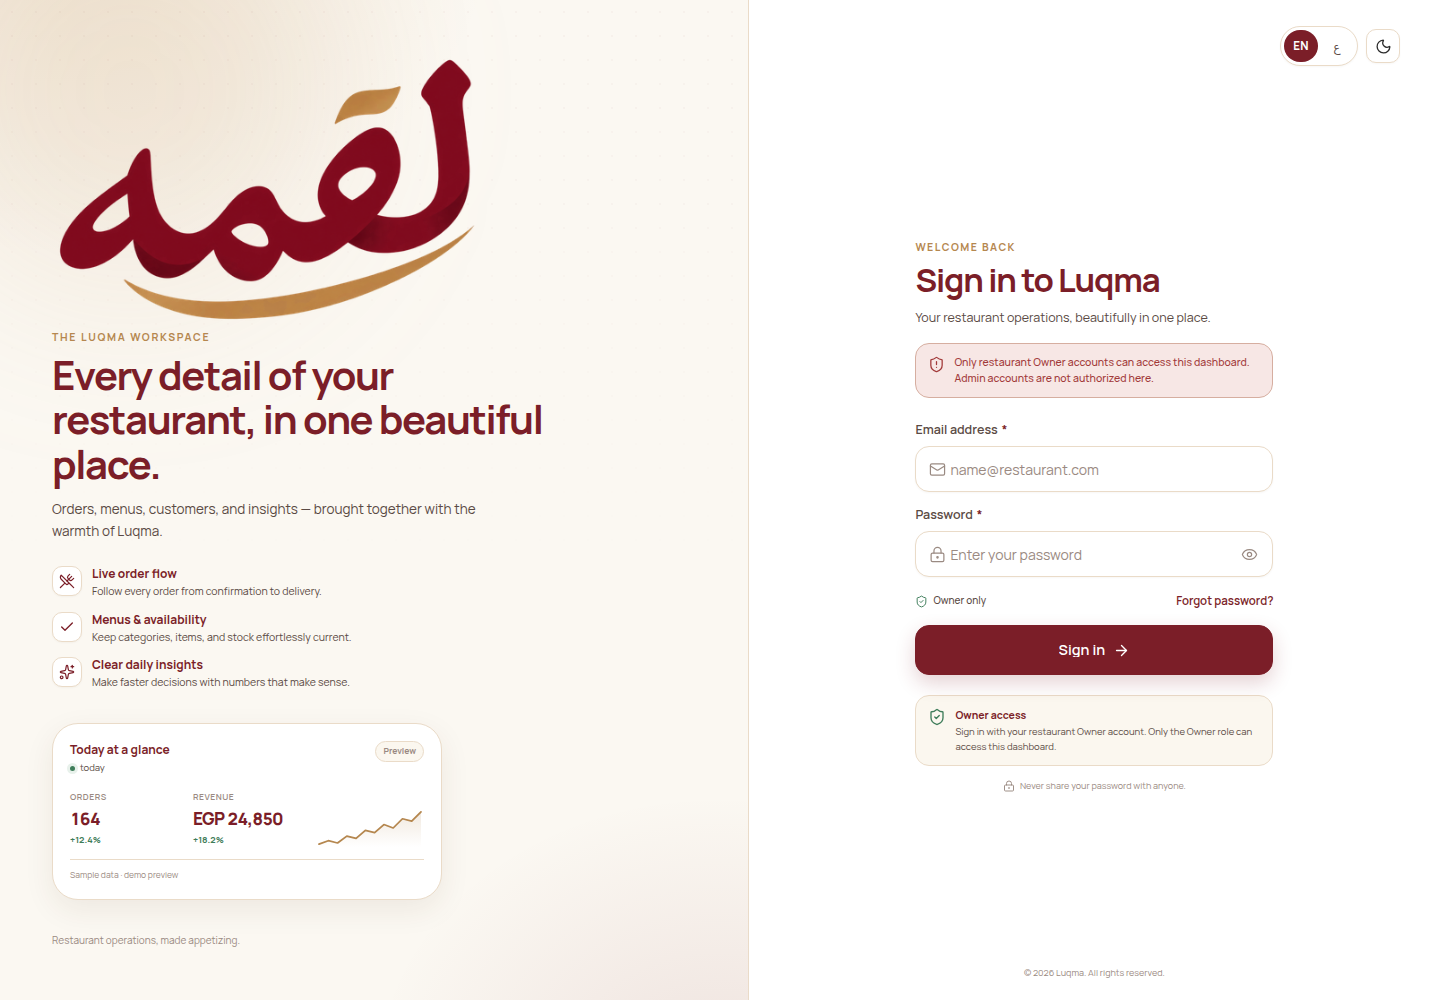 لقمه
THE LUQMA WORKSPACE
Every detail of your
restaurant, in one beautiful
place.
Orders, menus, customers, and insights — brought together with the
warmth of Luqma.
Live order flow
Follow every order from confirmation to delivery.
Menus & availability
Keep categories, items, and stock effortlessly current.
Clear daily insights
Make faster decisions with numbers that make sense.
Today at a glance
Preview
today
ORDERS
REVENUE
164
EGP 24,850
+12.4%
+18.2%
Sample data · demo preview
Restaurant operations, made appetizing.
EN
ع
WELCOME BACK
Sign in to Luqma
Your restaurant operations, beautifully in one place.
Only restaurant Owner accounts can access this dashboard.
Admin accounts are not authorized here.
Email address *
name@restaurant.com
Password *
Enter your password
Owner only
Forgot password?
Sign in
Owner access
Sign in with your restaurant Owner account. Only the Owner role can
access this dashboard.
Never share your password with anyone.
© 2026 Luqma. All rights reserved.